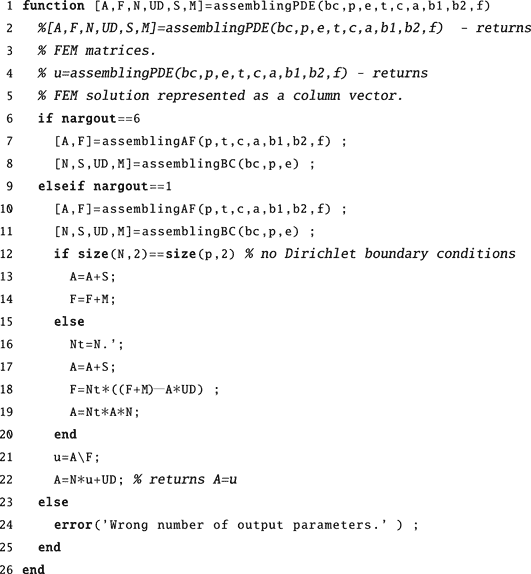 1 function [A,F,N,UD,S,M]=assemblingPDE(bc,p,e,t,c,a,b1,b2,f)
2 %[A,F,N,UD,S,M]=assemblingPDE(bc,p,e,t,c,a,b1,b2,f) – returns
3 % FEM matrices.
4 % u=assemblingPDE(bc,p,e,t,c,a,b1,b2,f) – returns
5 % FEM solution represented as a column vector.
6 if nargout==6
7 [A,F]=assemblingAF(p,t,c,a,b1,b2,f) ;
8 [N,S,UD,M]=assemblingBC(bc,p,e) ;
9 elseif nargout==1
10 [A,F]=assemblingAF(p,t,c,a,b1,b2,f) ;
11 [N,S,UD,M]=assemblingBC(bc,p,e) ;
12 if size(N,2)==size(p,2) % no Dirichlet boundary conditions
13 A=A+S;
14 F=F+M;
15 else
16 Nt=N.’;
17 A=A+S;
18 F=Nt*((F+M)—A*UD) ;
19 A=Nt*A*N;
20 end
21 u=A\F;
22 A=N*u+UD; % returns A=u
23 else
24 error('Wrong number of output parameters.' ) ;
25 end
26 end